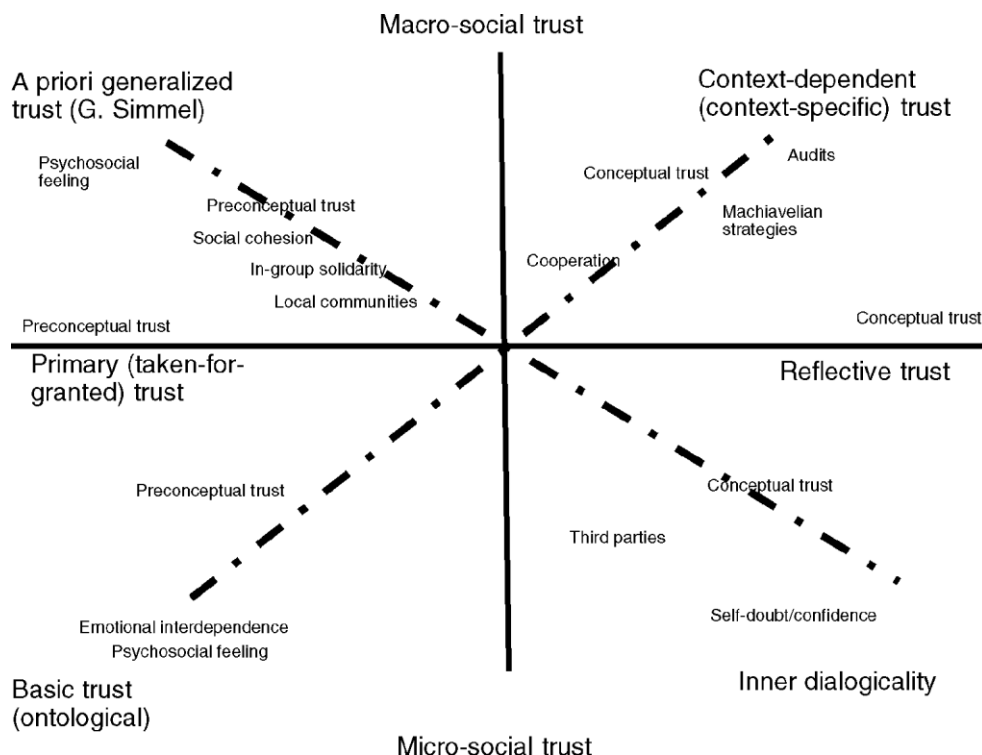 Macro-social trust
A priori generalized
trust (G. Simmel)
Context-dependent
(context-specific) trust
Psychosocial
feeling
Audits
Conceptual trust
Preconceptual trust
Machiavelian
strategies
Social cohesion
In-group solidarity
Cooperation
Local communities
Preconceptual trust
Conceptual trust
Primary (taken-for-
granted) trust
Reflective trust
Preconceptual trust
Conceptual trust
Third parties
Self-doubt/confidence
Emotional interdependence
Psychosocial feeling
Basic trust
(ontological)
Inner dialogicality
Micro-social trust